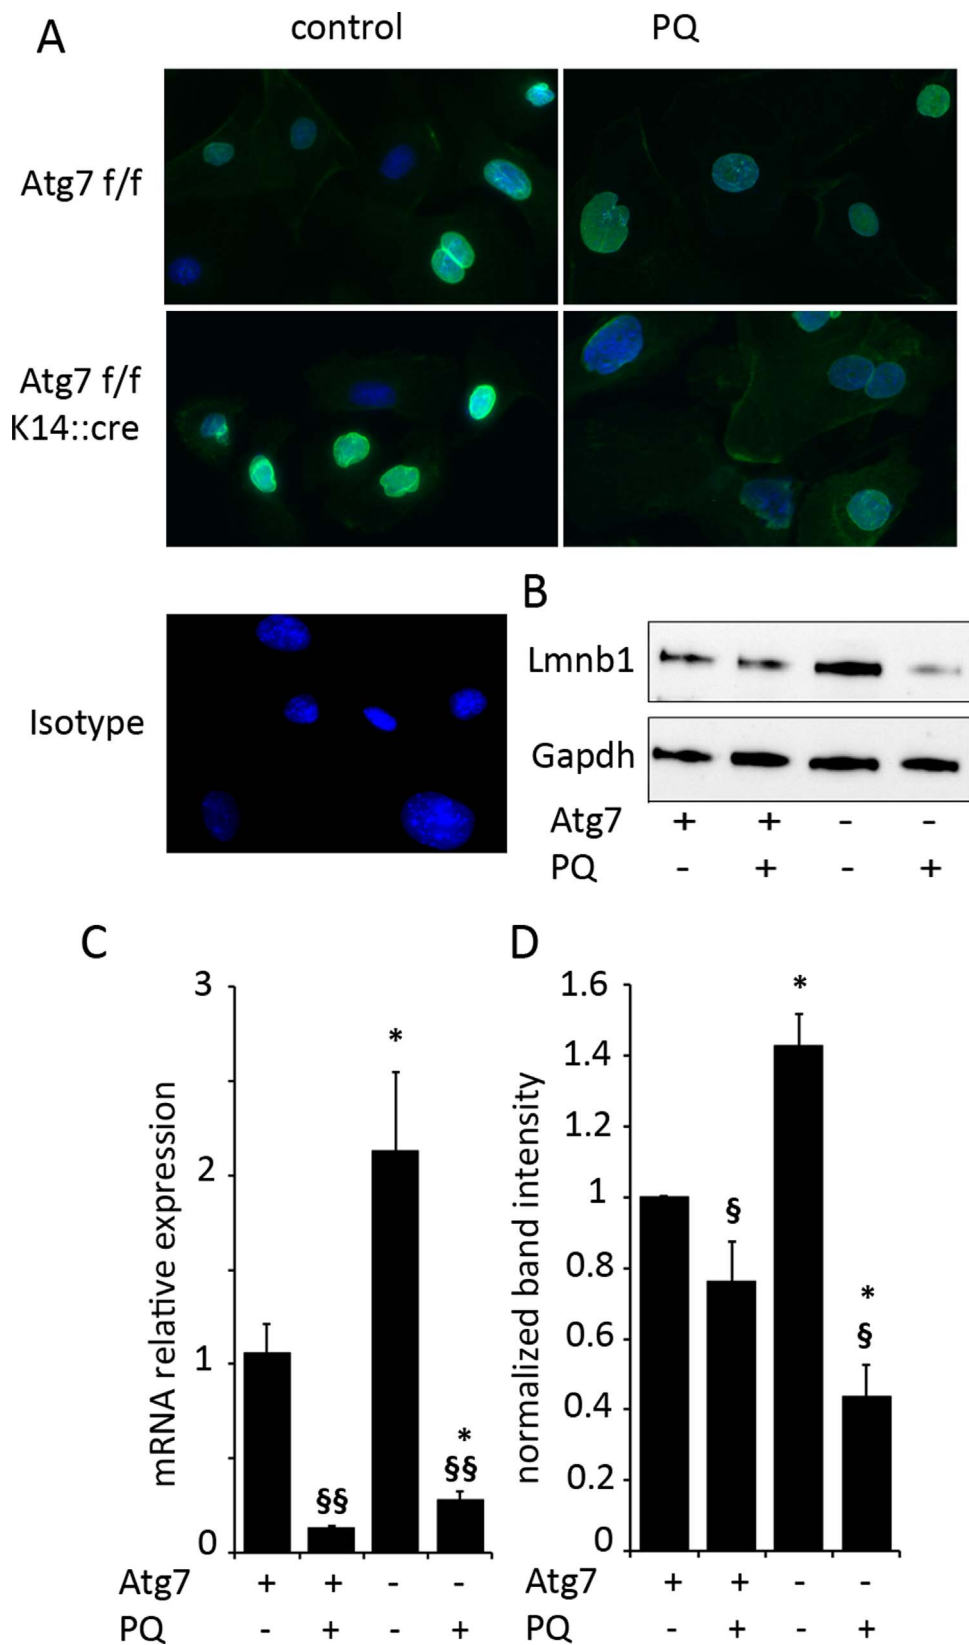 A
control PQ
Atg7 f/f
Atg7 f/f
K14::cre
Isotype
B
Lmnb1
Gapdh
Atg7 + + - -
PQ - + - +
C
mRNA relative expression
3
2
1
0
*
§§
*
§§
Atg7 + + - -
PQ - + - +
D
normalized band intensity
1.6
1.4
1.2
1
0.8
0.6
0.4
0.2
0
*
§
*
§
Atg7 + + - -
PQ - + - +